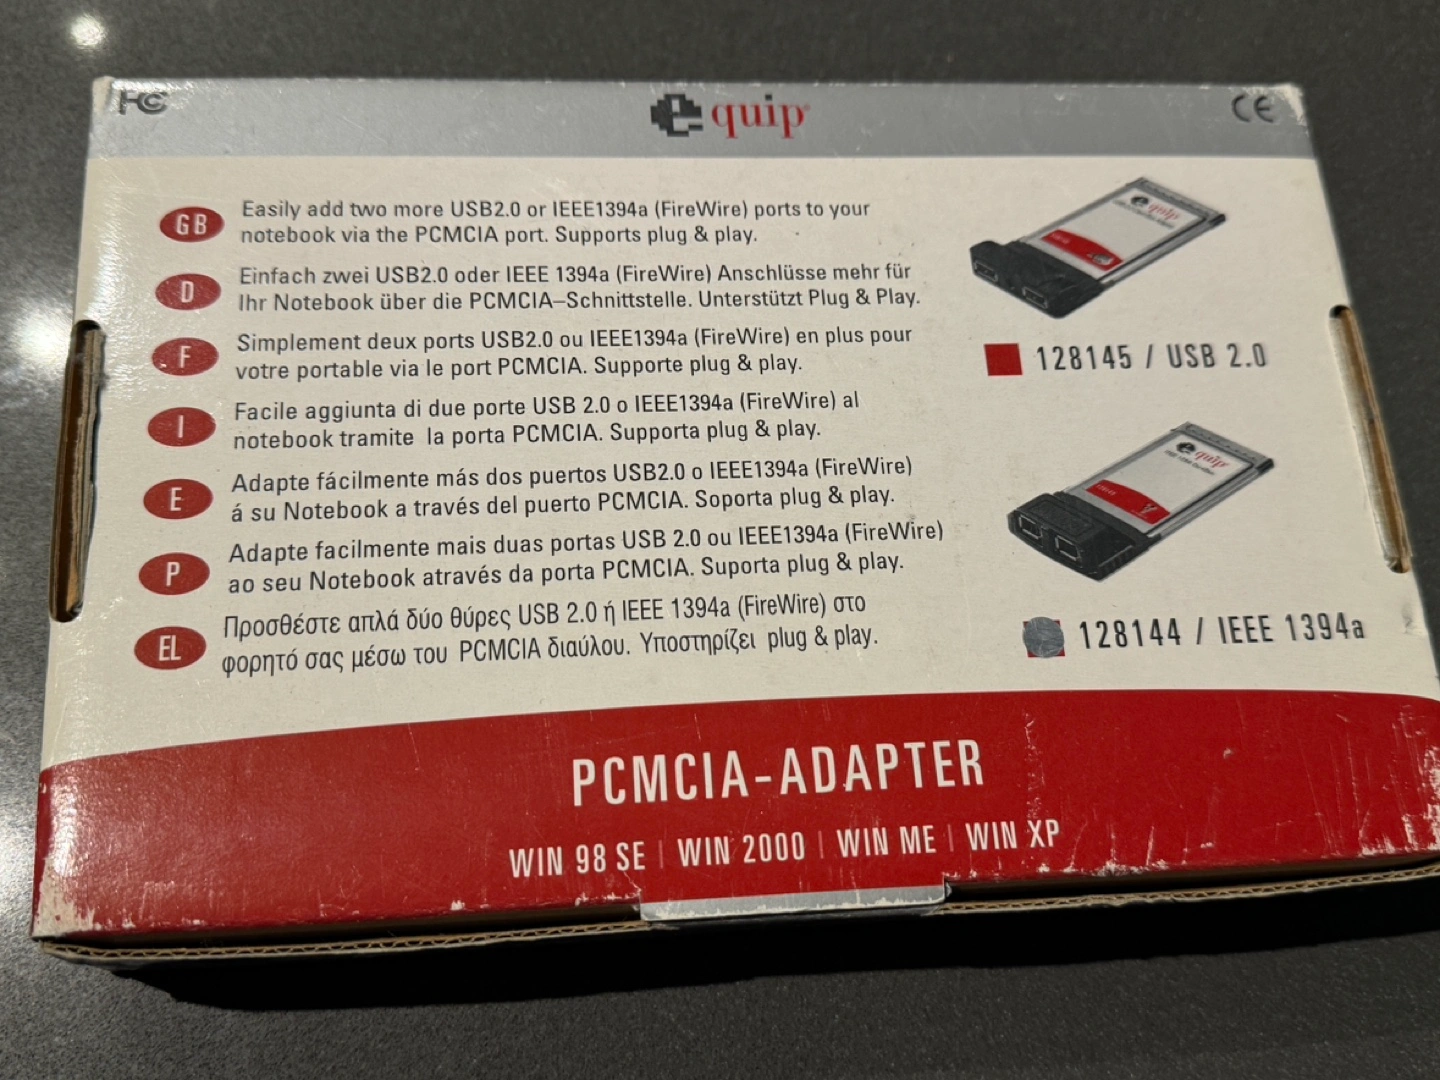 FC
equip
CE
GB
Easily add two more USB2.0 or IEEE1394a (FireWire) ports to your
notebook via the PCMCIA port. Supports plug & play.
D
Einfach zwei USB2.0 oder IEEE 1394a (FireWire) Anschlüsse mehr für
Ihr Notebook über die PCMCIA–Schnittstelle. Unterstützt Plug & Play.
F
Simplement deux ports USB2.0 ou IEEE1394a (FireWire) en plus pour
votre portable via le port PCMCIA. Supporte plug & play.
I
Facile aggiunta di due porte USB 2.0 o IEEE1394a (FireWire) al
notebook tramite la porta PCMCIA. Supporta plug & play.
E
Adapte fácilmente más dos puertos USB2.0 o IEEE1394a (FireWire)
á su Notebook a través del puerto PCMCIA. Soporta plug & play.
P
Adapte facilmente mais duas portas USB 2.0 ou IEEE1394a (FireWire)
ao seu Notebook através da porta PCMCIA. Suporta plug & play.
EL
Προσθέστε απλά δύο θύρες USB 2.0 ή IEEE 1394a (FireWire) στο
φορητό σας μέσω του PCMCIA διαύλου. Υποστηρίζει plug & play.
equip
128145 / USB 2.0
equip
128144 / IEEE 1394a
PCMCIA-ADAPTER
WIN 98 SE | WIN 2000 | WIN ME | WIN XP